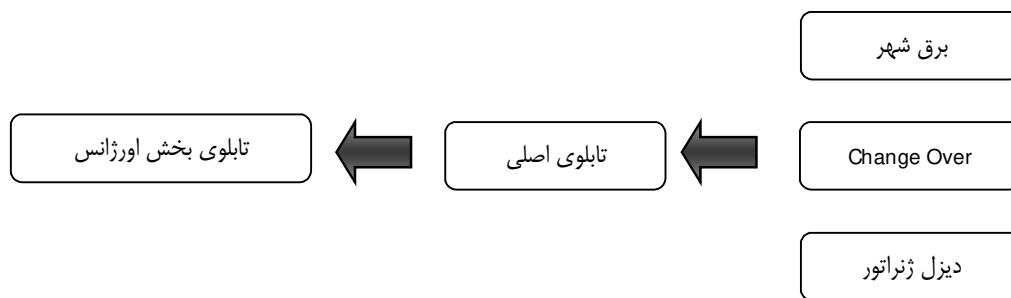 برق شهر
Change Over
تابلوی اصلی
تابلوی بخش اورژانس
دیزل ژنراتور